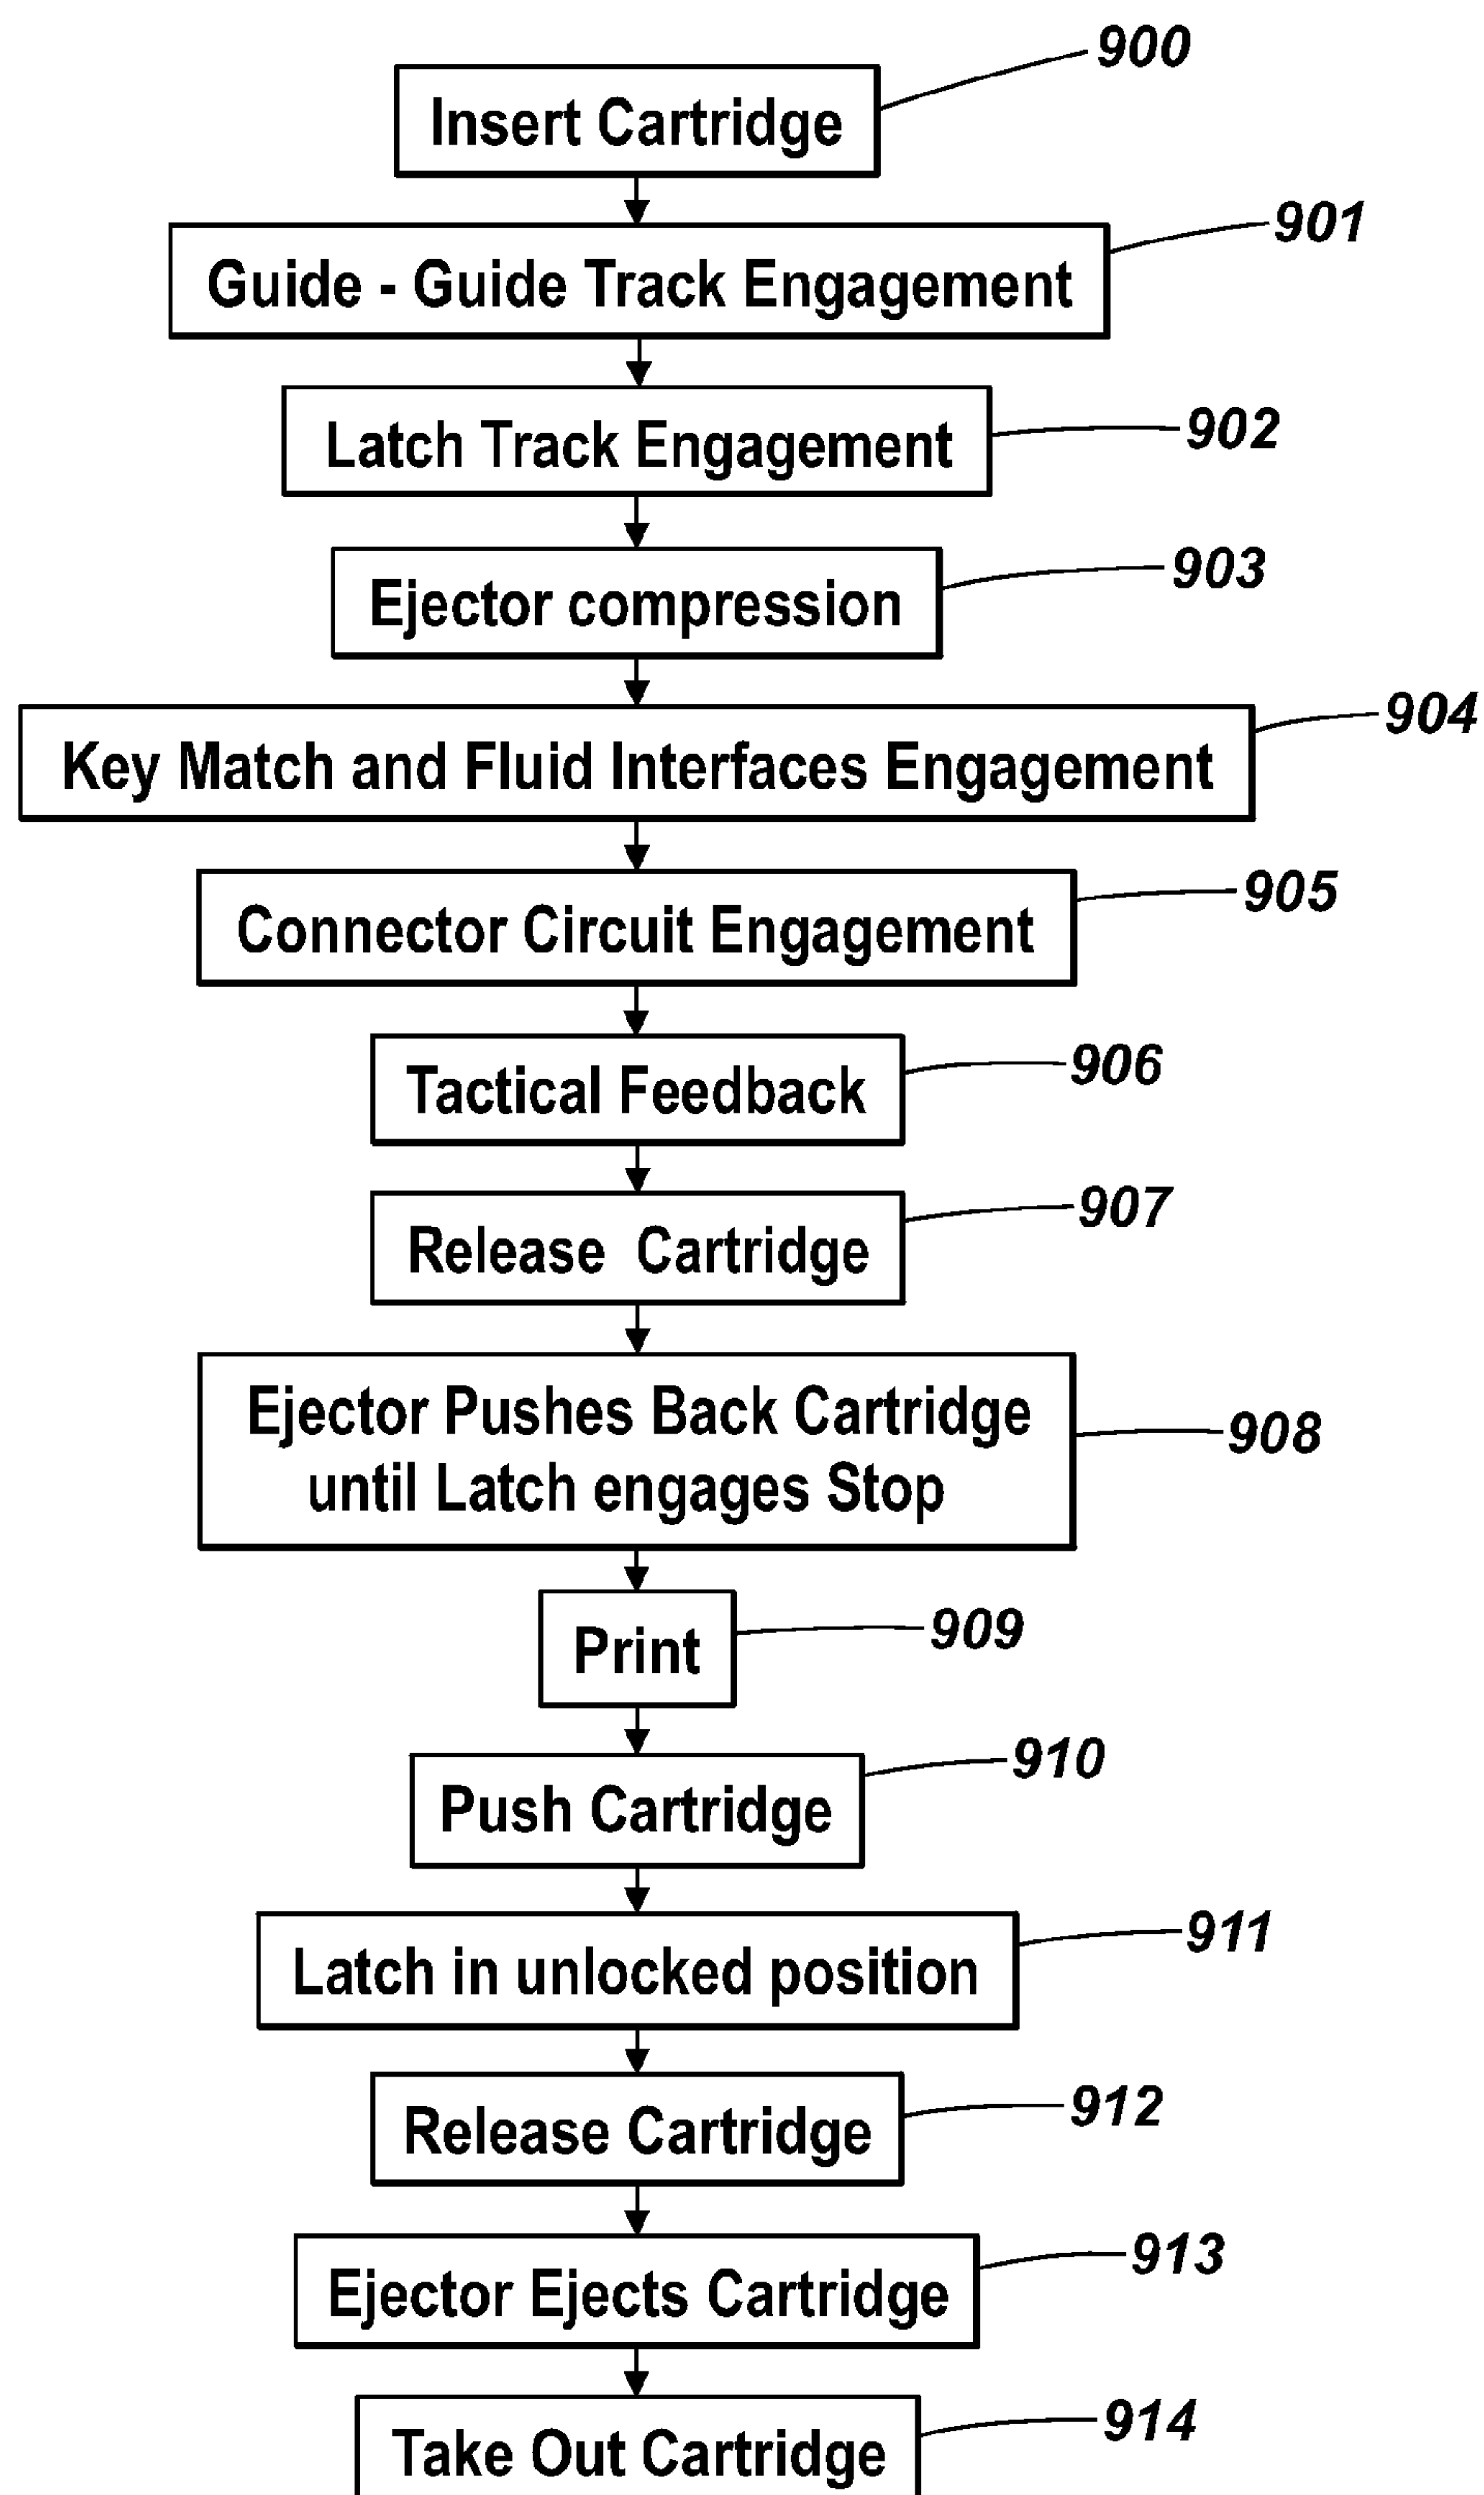 900
Insert Cartridge
901
Guide - Guide Track Engagement
902
Latch Track Engagement
903
Ejector compression
904
Key Match and Fluid Interfaces Engagement
905
Connector Circuit Engagement
906
Tactical Feedback
907
Release Cartridge
Ejector Pushes Back Cartridge
908
until Latch engages Stop
909
Print
910
Push Cartridge
911
Latch in unlocked position
912
Release Cartridge
913
Ejector Ejects Cartridge
914
Take Out Cartridge